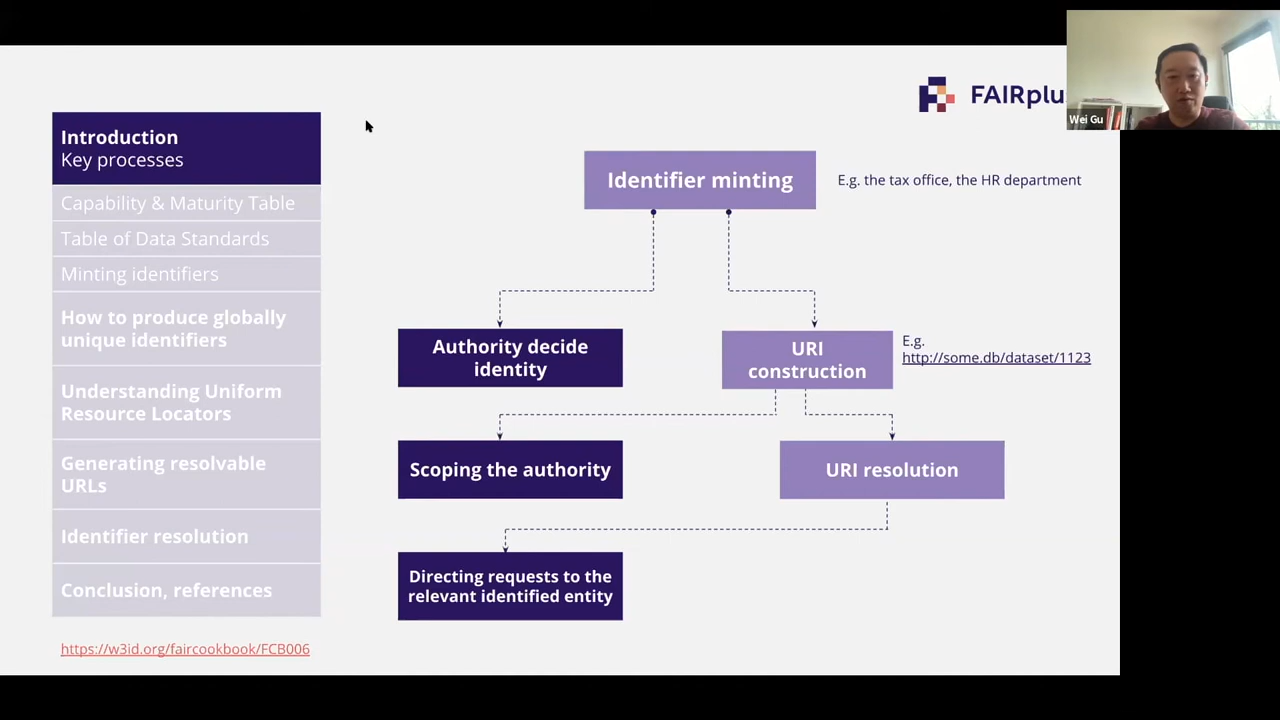 FAIRplu
Wei Gu
Introduction
Key processes
Capability & Maturity Table
Table of Data Standards
Minting identifiers
How to produce globally
unique identifiers
Understanding Uniform
Resource Locators
Generating resolvable
URLs
Identifier resolution
Conclusion, references
https://w3id.org/faircookbook/FCB006
Identifier minting
E.g. the tax office, the HR department
Authority decide
identity
URI
construction
E.g.
http://some.db/dataset/1123
Scoping the authority
URI resolution
Directing requests to the
relevant identified entity